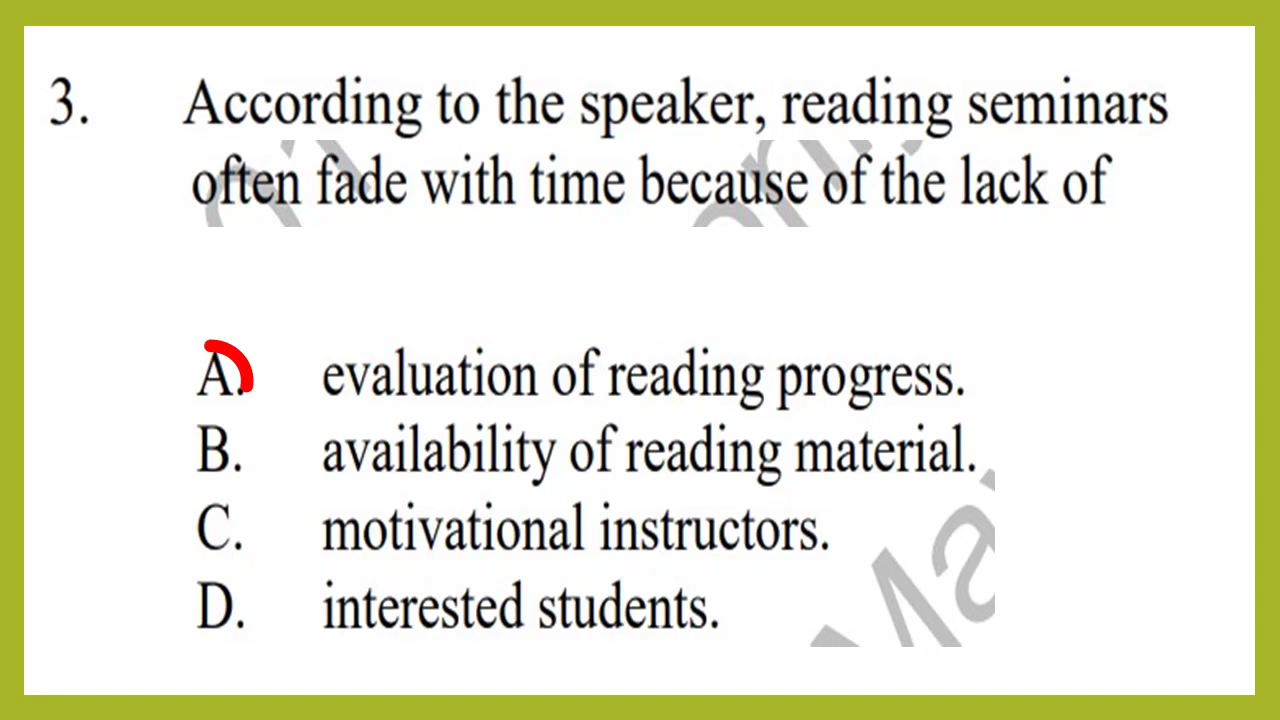 3. According to the speaker, reading seminars
often fade with time because of the lack of
A. evaluation of reading progress.
B. availability of reading material.
C. motivational instructors.
D. interested students.